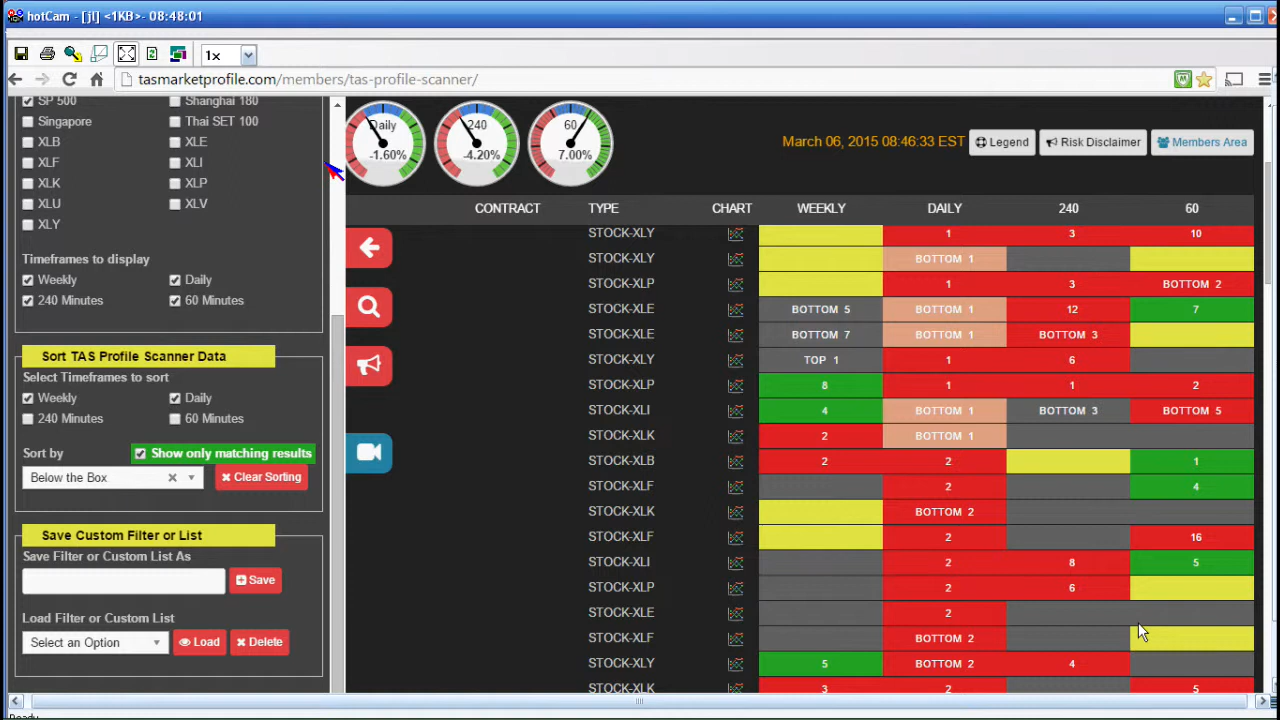 hotCam - [jl] <1KB>- 08:48:01
1x
tasmarketprofile.com/members/tas-profile-scanner/
SP 500 Shanghai 180
Singapore Thai SET 100
XLB XLE
XLF XLI
XLK XLP
XLU XLV
XLY
Timeframes to display
Weekly Daily
240 Minutes 60 Minutes
Sort TAS Profile Scanner Data
Select Timeframes to sort
Weekly Daily
240 Minutes 60 Minutes
Sort by Show only matching results
Below the Box Clear Sorting
Save Custom Filter or List
Save Filter or Custom List As
Save
Load Filter or Custom List
Select an Option Load Delete
Daily 240 60
-1.60% -4.20% 7.00%
March 06, 2015 08:46:33 EST Legend Risk Disclaimer Members Area
CONTRACT TYPE CHART WEEKLY DAILY 240 60
STOCK-XLY 1 3 10
STOCK-XLY BOTTOM 1
STOCK-XLP 1 3 BOTTOM 2
STOCK-XLE BOTTOM 5 BOTTOM 1 12 7
STOCK-XLE BOTTOM 7 BOTTOM 1 BOTTOM 3
STOCK-XLY TOP 1 1 6
STOCK-XLP 8 1 1 2
STOCK-XLI 4 BOTTOM 1 BOTTOM 3 BOTTOM 5
STOCK-XLK 2 BOTTOM 1
STOCK-XLB 2 2 1
STOCK-XLF 2 4
STOCK-XLK BOTTOM 2
STOCK-XLF 2 16
STOCK-XLI 2 8 5
STOCK-XLP 2 6
STOCK-XLE 2
STOCK-XLF BOTTOM 2
STOCK-XLY 5 BOTTOM 2 4
STOCK-XLK 3 2 5
Ready